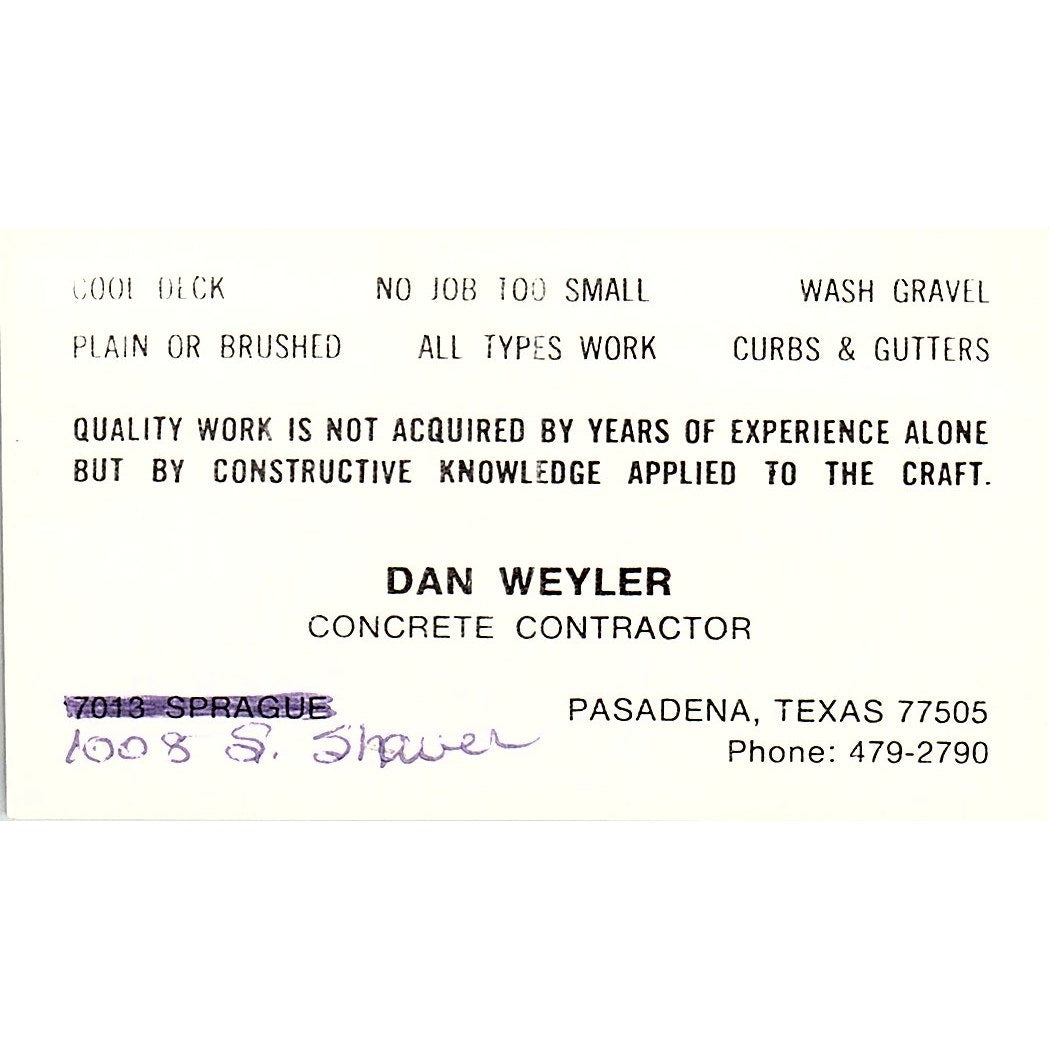 COOL DECK NO JOB TOO SMALL WASH GRAVEL
PLAIN OR BRUSHED ALL TYPES WORK CURBS & GUTTERS
QUALITY WORK IS NOT ACQUIRED BY YEARS OF EXPERIENCE ALONE
BUT BY CONSTRUCTIVE KNOWLEDGE APPLIED TO THE CRAFT.
DAN WEYLER
CONCRETE CONTRACTOR
7013 SPRAGUE PASADENA, TEXAS 77505
1008 S. Shaver Phone: 479-2790